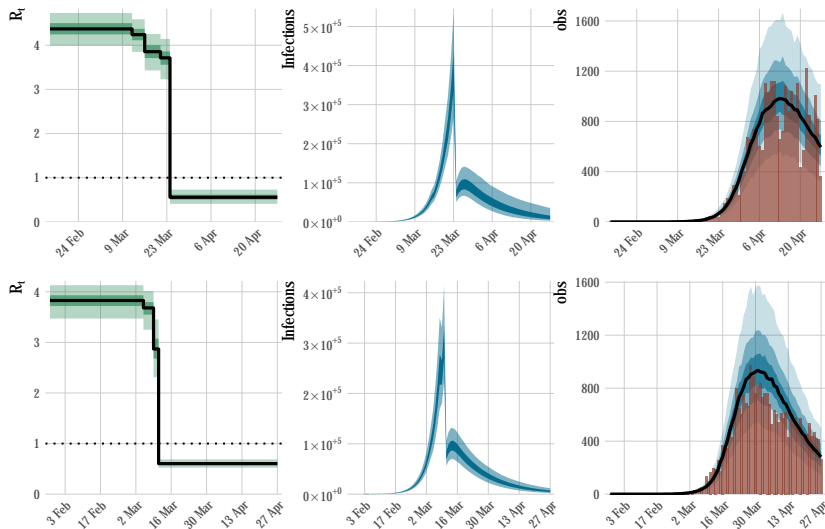 R_t
4
3
2
1
0
24 Feb
9 Mar
23 Mar
6 Apr
20 Apr
Infections
5×10^+5
4×10^+5
3×10^+5
2×10^+5
1×10^+5
0×10^+0
24 Feb
9 Mar
23 Mar
6 Apr
20 Apr
obs
1600
1200
800
400
0
24 Feb
9 Mar
23 Mar
6 Apr
20 Apr
R_t
4
3
2
1
0
3 Feb
17 Feb
2 Mar
16 Mar
30 Mar
13 Apr
27 Apr
Infections
4×10^+5
3×10^+5
2×10^+5
1×10^+5
0×10^+0
3 Feb
17 Feb
2 Mar
16 Mar
30 Mar
13 Apr
27 Apr
obs
1600
1200
800
400
0
3 Feb
17 Feb
2 Mar
16 Mar
30 Mar
13 Apr
27 Apr